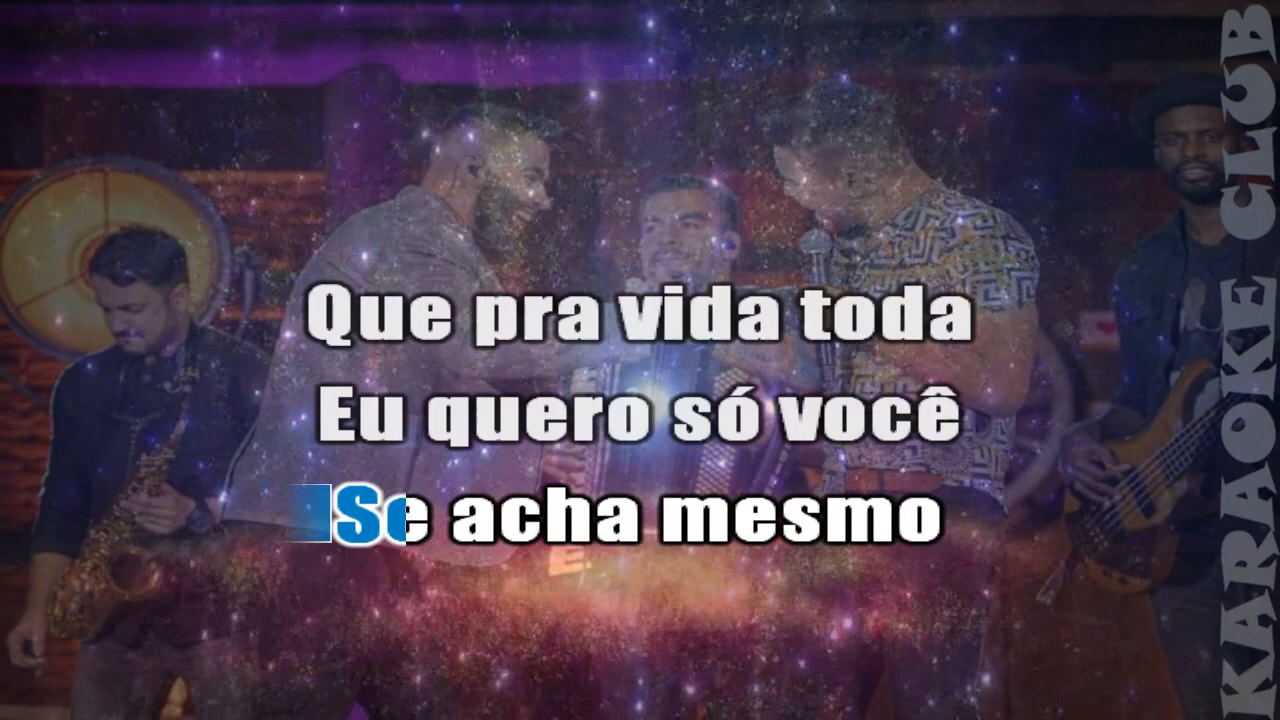 Que pra vida toda
Eu quero só você
Se acha mesmo
KARAOKE CLUB